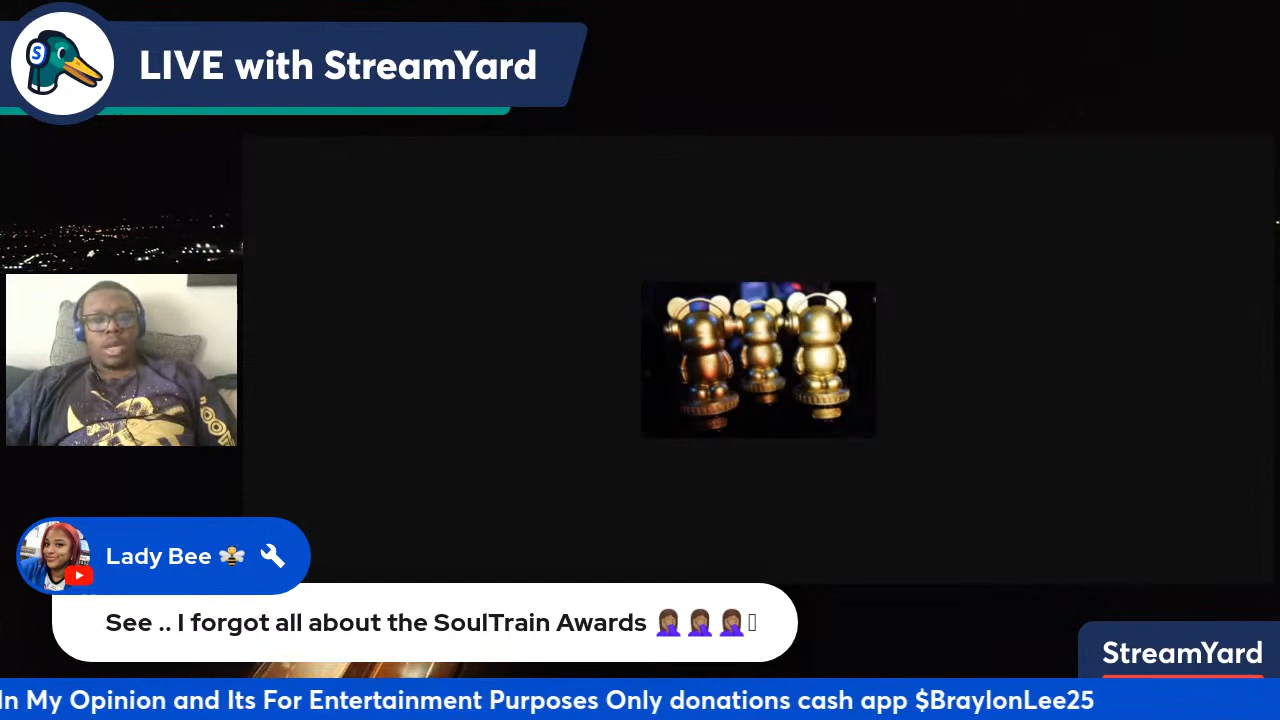 S
LIVE with StreamYard
Lady Bee 🐝
See .. I forgot all about the SoulTrain Awards 🤦🏾‍♀️🤦🏾‍♀️🤦🏾‍♀️
StreamYard
In My Opinion and Its For Entertainment Purposes Only donations cash app $BraylonLee25